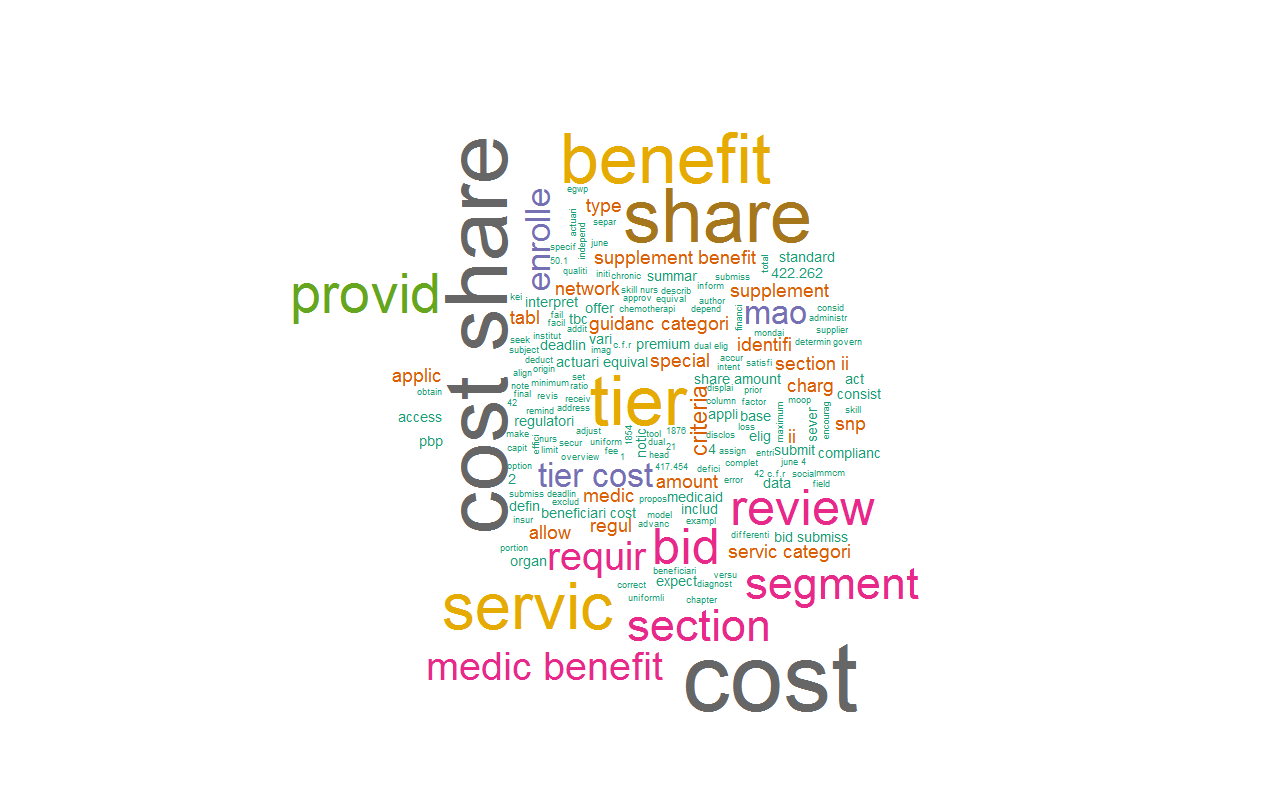 benefit
egwp
cost share
enrolle
type
share
actuari
separ
independ
specif
june
50.1
supplement benefit
total
standard
qualiti
initi
chronic
summar
submiss
422.262
provid
network
skill nurs
describ
inform
supplement
kei
interpret
approv
equival
author
offer
chemotherapi
depend
financi
mao
consid
administr
tabl
fail
facil
tbc
addit
guidanc categori
mondai
supplier
seek
institut
vari
c.f.r
premium
dual elig
identifi
determin
govern
subject
deadlin
imag
deduct
origin
actuari equival
special
accur
intent
satisfi
section ii
applic
align
set
share amount
charg
act
obtain
note
minimum
ratio
tier
displai
prior
consist
final
revis
receiv
criteria
column
factor
moop
42
remind
address
appli
base
maximum
sever
encourag
skill
access
regulatori
loss
snp
pbp
make
effici
qnurs
adjust
uniform
1854
notic
tool
1876
disclos
elig
ii
capit
limit
secur
fee
dual
21
4
assign
entri
submit
complianc
overview
1
head
option
2
tier cost
417.454
defici
complet
june 4
amount
error
42 c.f.r
social
mmcm
data
field
submiss deadlin
medic
propos
medicaid
defin
exclud
insur
beneficiari cost
model
includ
review
allow
regul
advanc
exampl
differenti
bid submiss
portion
organ
requir
bid
servic categori
beneficiari
versu
correct
expect
diagnost
segment
servic
uniformli
chapter
section
medic benefit
cost